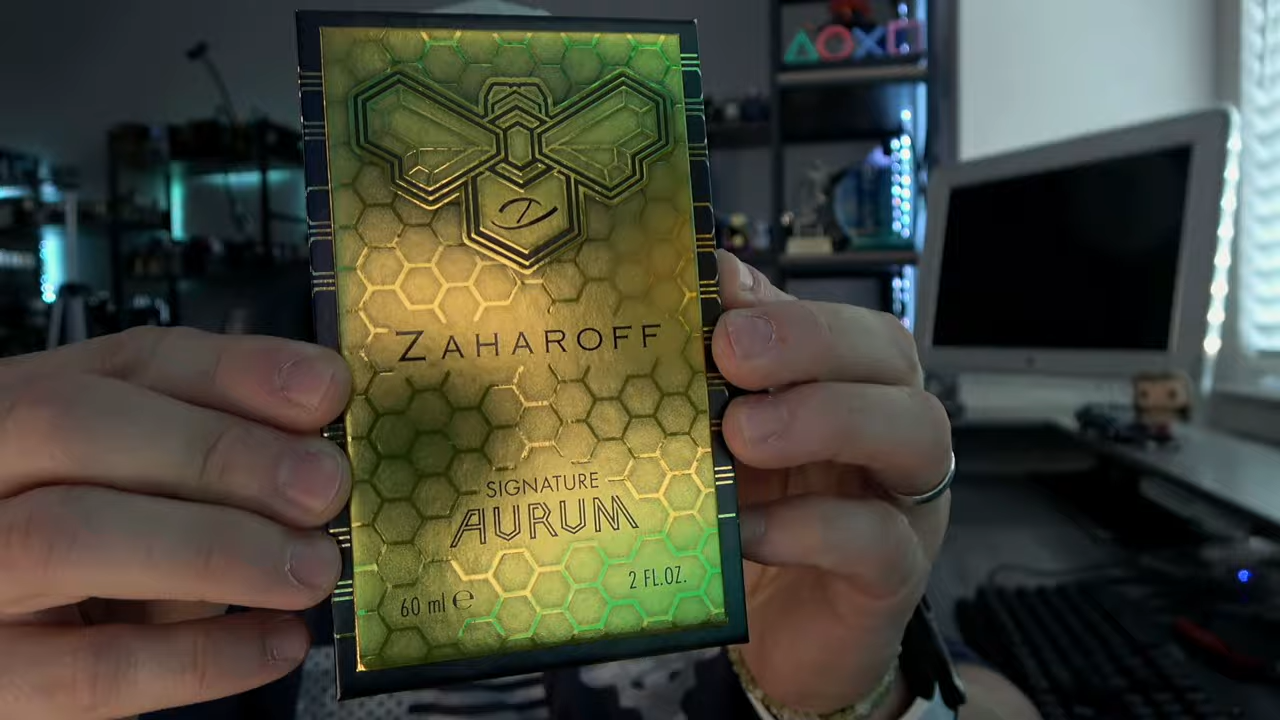 ZAHAROFF
SIGNATURE
AURUM
60 ml ℮
2 FL.OZ.